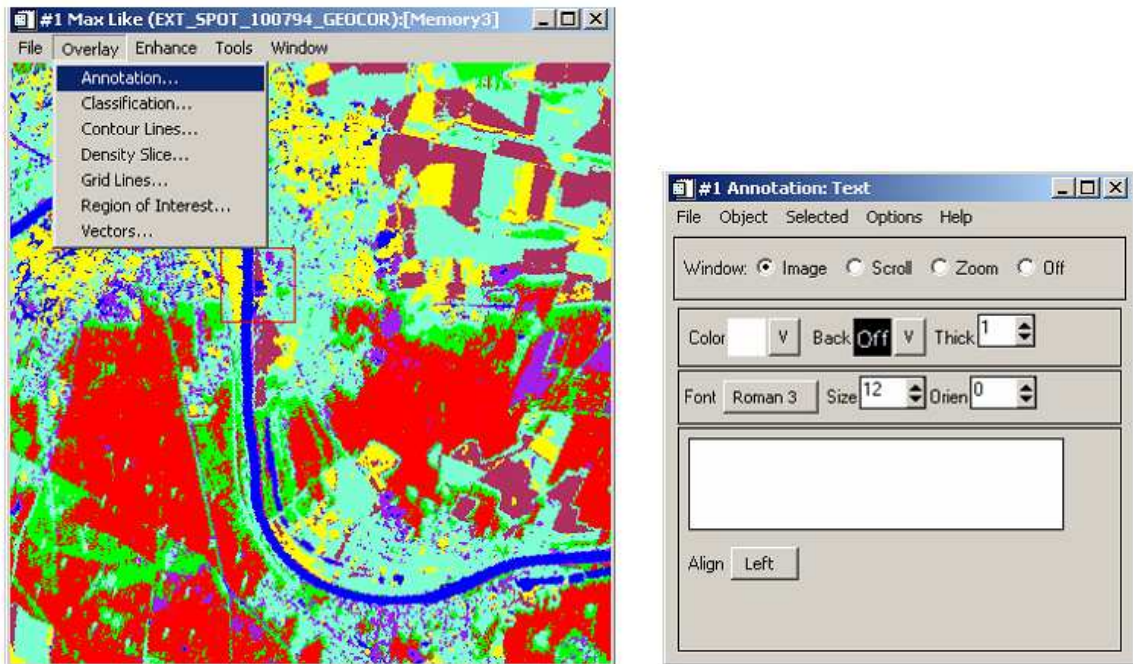 #1 Max Like (EXT_SPOT_100794_GEOCOR):[Memory3]
File Overlay Enhance Tools Window
Annotation...
Classification...
Contour Lines...
Density Slice...
Grid Lines...
Region of Interest...
Vectors...
#1 Annotation: Text
File Object Selected Options Help
Window: Image Scroll Zoom Off
Color V Back Off V Thick 1
Font Roman 3 Size 12 Orien 0
Align Left